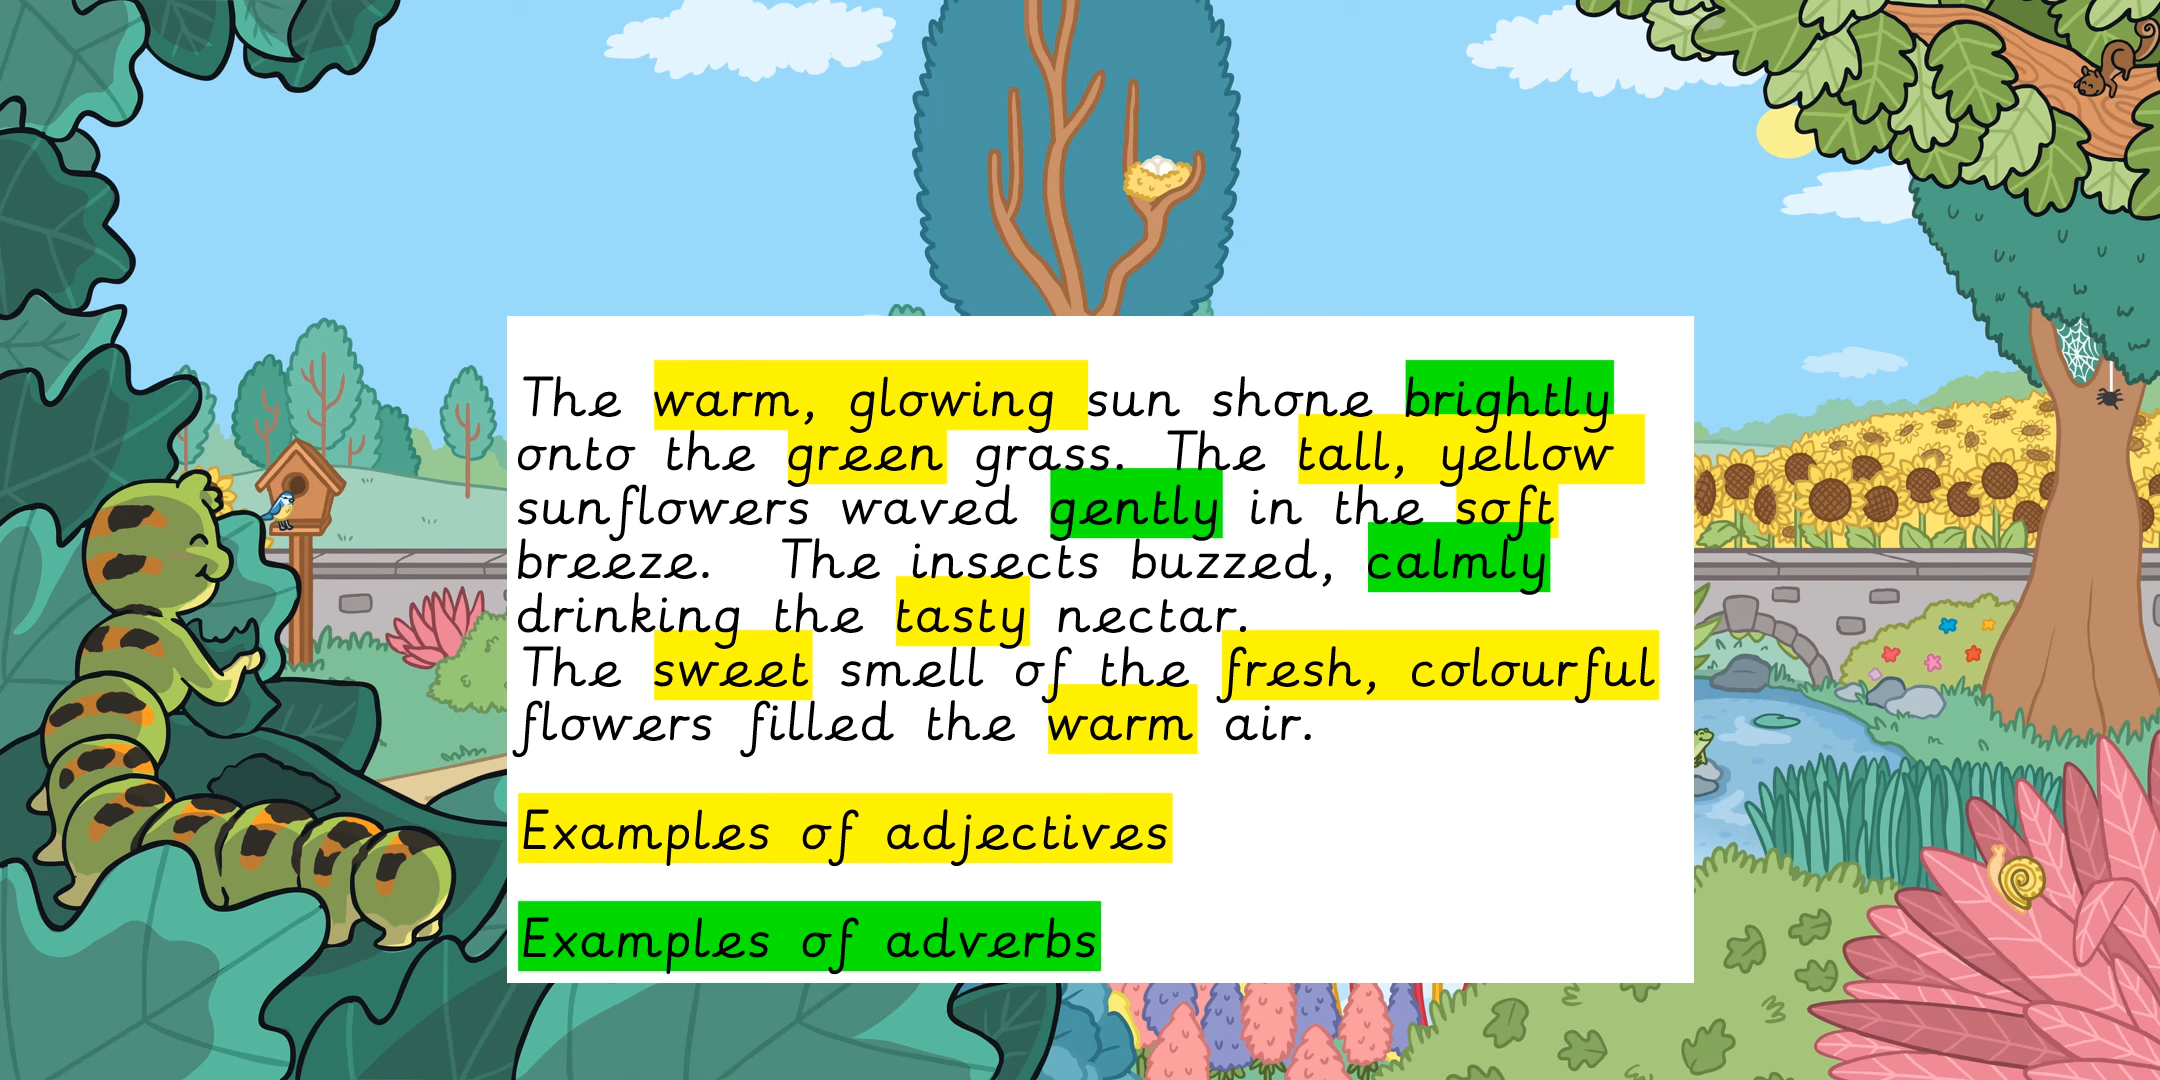 The warm, glowing sun shone brightly
onto the green grass. The tall, yellow
sunflowers waved gently in the soft
breeze. The insects buzzed, calmly
drinking the tasty nectar.
The sweet smell of the fresh, colourful
flowers filled the warm air.
Examples of adjectives
Examples of adverbs